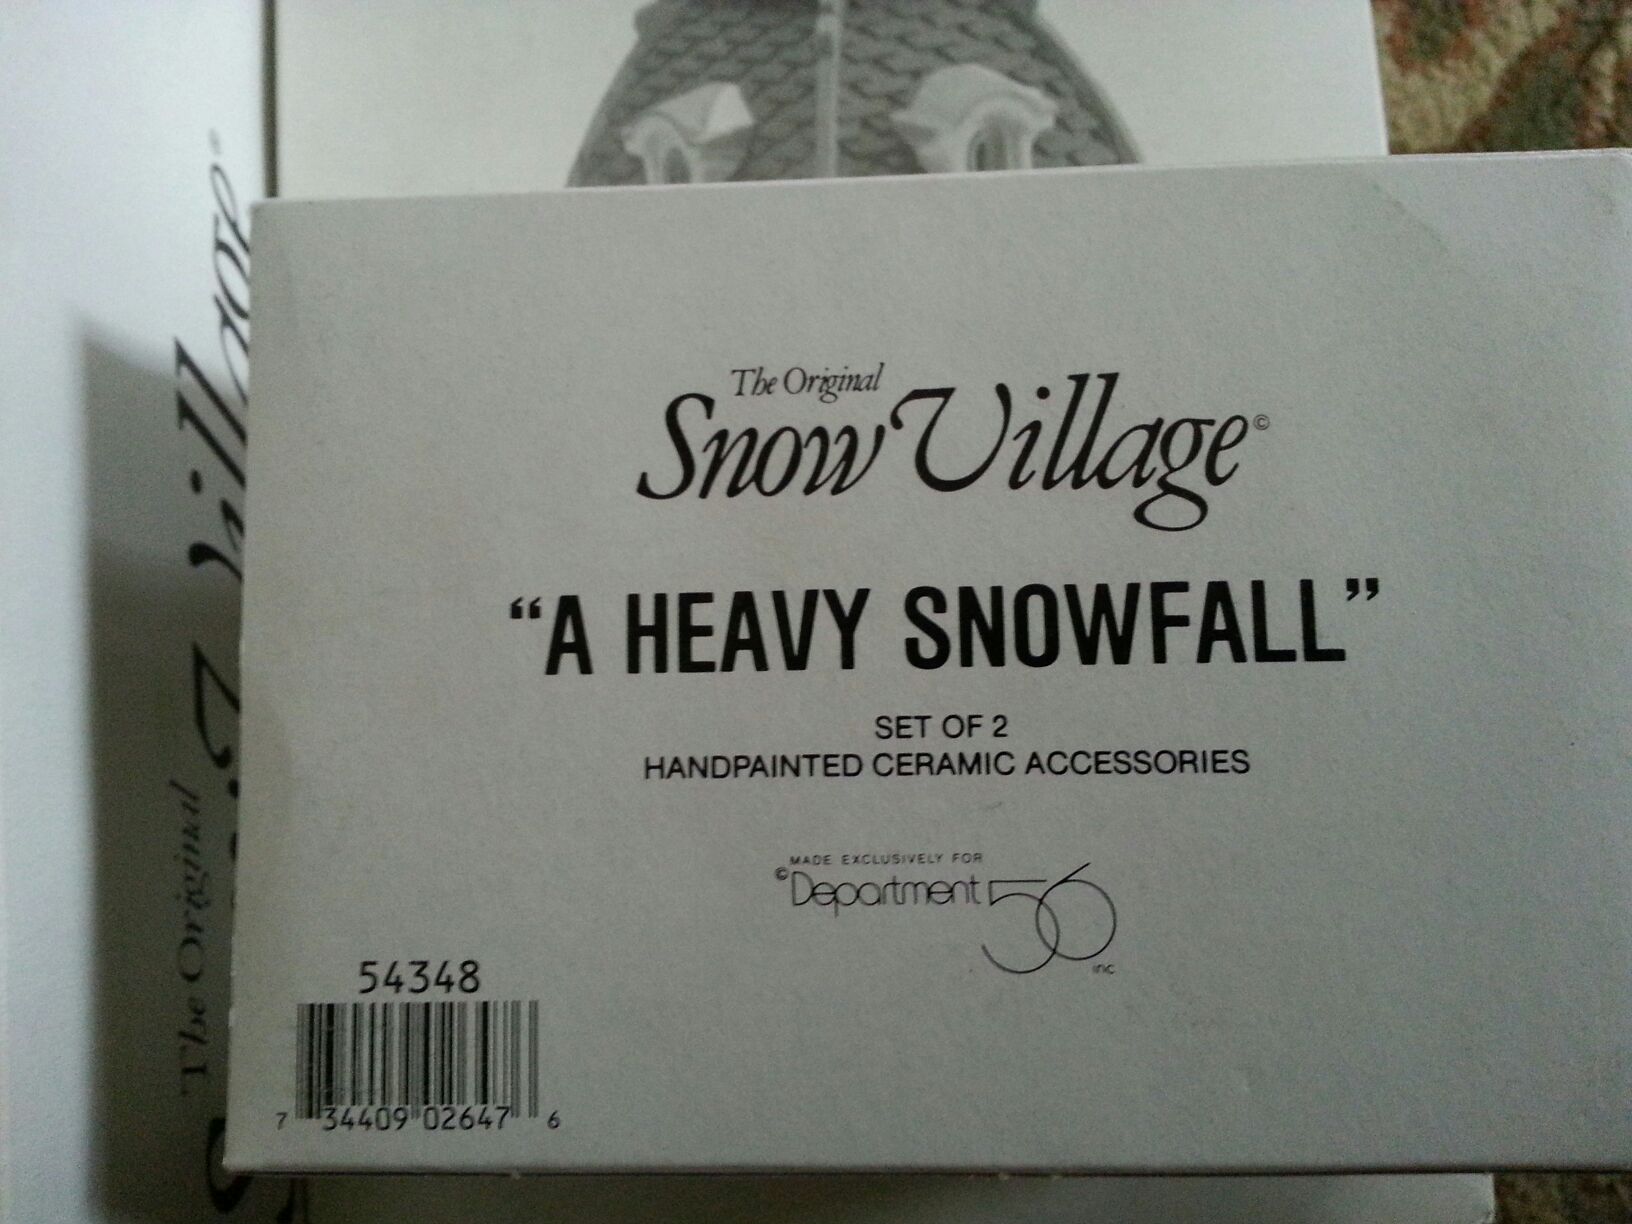 The Original
Snow Village©
“A HEAVY SNOWFALL”
SET OF 2
HANDPAINTED CERAMIC ACCESSORIES
MADE EXCLUSIVELY FOR
©Department 56
inc
54348
7 34409 02647 6
The Original
Village